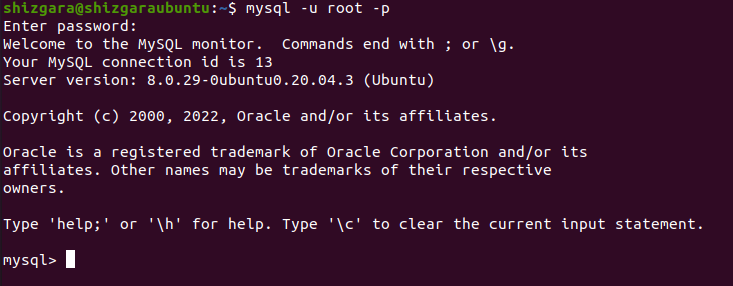 shizgara@shizgaraubuntu:~$ mysql -u root -p
Enter password:
Welcome to the MySQL monitor.  Commands end with ; or \g.
Your MySQL connection id is 13
Server version: 8.0.29-0ubuntu0.20.04.3 (Ubuntu)

Copyright (c) 2000, 2022, Oracle and/or its affiliates.

Oracle is a registered trademark of Oracle Corporation and/or its
affiliates. Other names may be trademarks of their respective
owners.

Type 'help;' or '\h' for help. Type '\c' to clear the current input statement.

mysql>